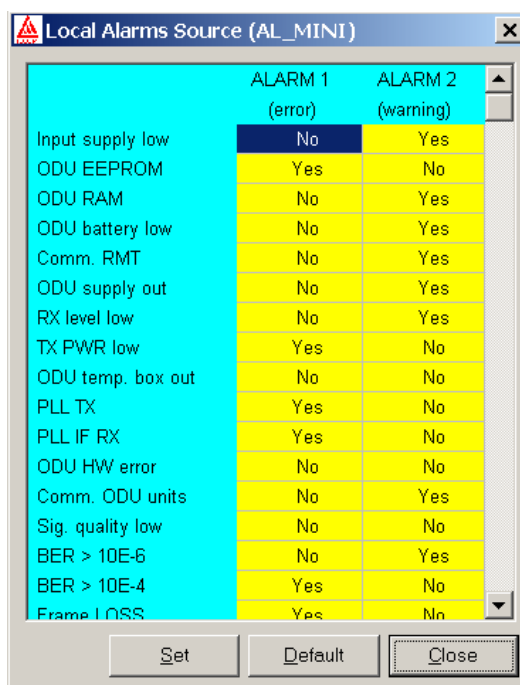 Local Alarms Source (AL_MINI)
ALARM 1 ALARM 2
(error) (warning)
Input supply low No Yes
ODU EEPROM Yes No
ODU RAM No Yes
ODU battery low No Yes
Comm. RMT No Yes
ODU supply out No Yes
RX level low No Yes
TX PWR low Yes No
ODU temp. box out No No
PLL TX Yes No
PLL IF RX Yes No
ODU HW error No No
Comm. ODU units No Yes
Sig. quality low No No
BER > 10E-6 No Yes
BER > 10E-4 Yes No
Frame LOSS Yes No
Set Default Close